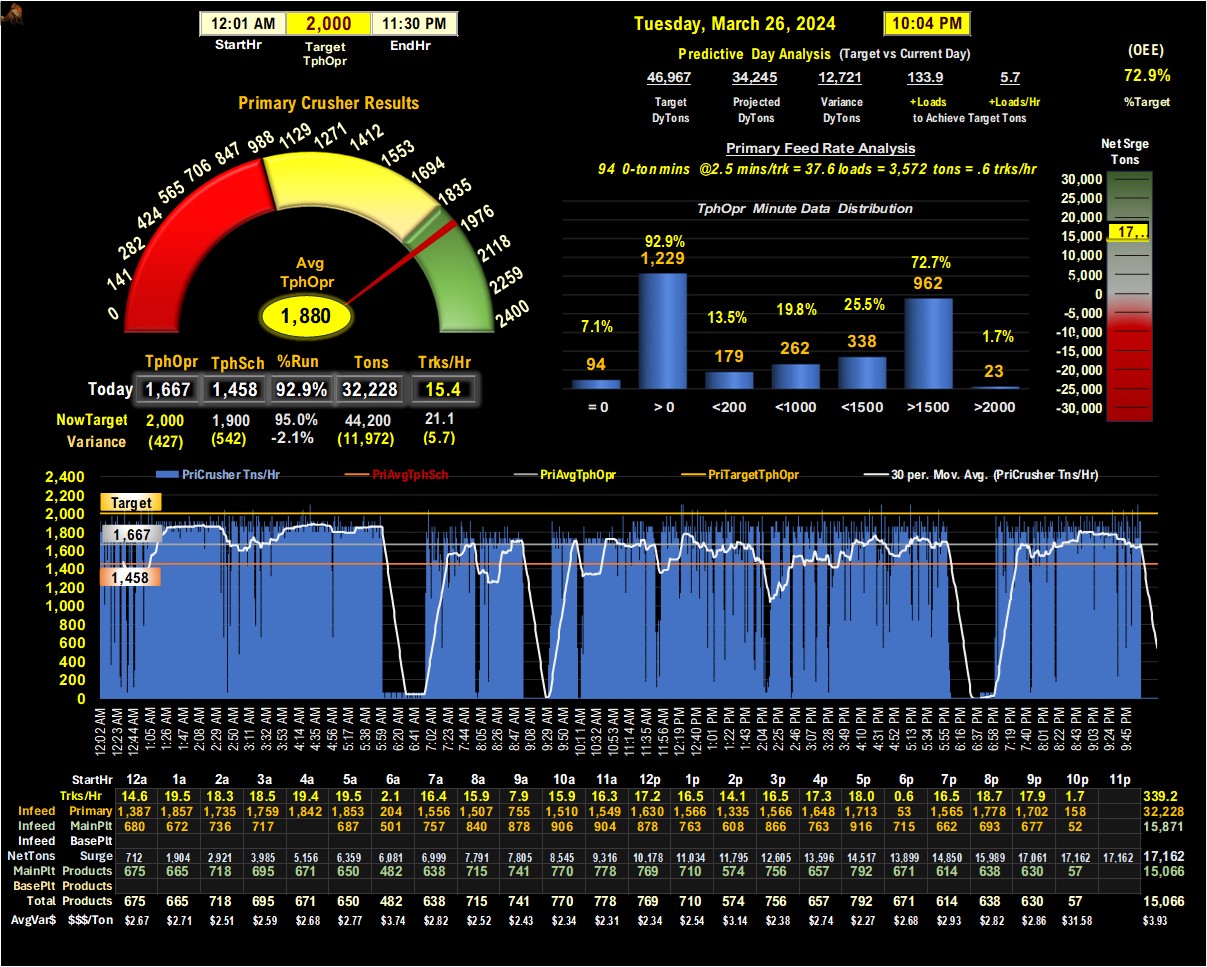 12:01 AM 2,000 11:30 PM
StartHr Target TphOpr EndHr
Tuesday, March 26, 2024 10:04 PM
Predictive Day Analysis (Target vs Current Day)
46,967 34,245 12,721 133.9 5.7
Target DyTons Projected DyTons Variance DyTons +Loads +Loads/Hr
to Achieve Target Tons
(OEE)
72.9%
%Target
Primary Crusher Results
0 141 282 424 565 706 847 988 1129 1271 1412 1553 1694 1835 1976 2118 2259 2400
Avg
TphOpr
1,880
TphOpr TphSch %Run Tons Trks/Hr
Today 1,667 1,458 92.9% 32,228 15.4
NowTarget 2,000 1,900 95.0% 44,200 21.1
Variance (427) (542) -2.1% (11,972) (5.7)
Primary Feed Rate Analysis
94 0-ton mins @2.5 mins/trk = 37.6 loads = 3,572 tons = .6 trks/hr
TphOpr Minute Data Distribution
7.1% 92.9% 13.5% 19.8% 25.5% 72.7% 1.7%
94 1,229 179 262 338 962 23
= 0 > 0 <200 <1000 <1500 >1500 >2000
Net Srge
Tons
30,000
25,000
20,000
17,..
15,000
10,000
5,000
0
-5,000
-10,000
-15,000
-20,000
-25,000
-30,000
PriCrusher Tns/Hr PriAvgTphSch PriAvgTphOpr PriTargetTphOpr 30 per. Mov. Avg. (PriCrusher Tns/Hr)
2,400
2,200
2,000
1,800
1,600
1,400
1,200
1,000
800
600
400
200
0
Target
1,667
1,458
12:02 AM 12:23 AM 12:44 AM 1:05 AM 1:26 AM 1:47 AM 2:08 AM 2:29 AM 2:50 AM 3:11 AM 3:32 AM 3:53 AM 4:14 AM 4:35 AM 4:56 AM 5:17 AM 5:38 AM 5:59 AM 6:20 AM 6:41 AM 7:02 AM 7:23 AM 7:44 AM 8:05 AM 8:26 AM 8:47 AM 9:08 AM 9:29 AM 9:50 AM 10:11 AM 10:32 AM 10:53 AM 11:14 AM 11:35 AM 11:56 AM 12:19 PM 12:40 PM 1:01 PM 1:22 PM 1:43 PM 2:04 PM 2:25 PM 2:46 PM 3:07 PM 3:28 PM 3:49 PM 4:10 PM 4:31 PM 4:52 PM 5:13 PM 5:34 PM 5:55 PM 6:16 PM 6:37 PM 6:58 PM 7:19 PM 7:40 PM 8:01 PM 8:22 PM 8:43 PM 9:03 PM 9:24 PM 9:45 PM
StartHr 12a 1a 2a 3a 4a 5a 6a 7a 8a 9a 10a 11a 12p 1p 2p 3p 4p 5p 6p 7p 8p 9p 10p 11p
Trks/Hr 14.6 19.5 18.3 18.5 19.4 19.5 2.1 16.4 15.9 7.9 15.9 16.3 17.2 16.5 14.1 16.5 17.3 18.0 0.6 16.5 18.7 17.9 1.7 339.2
Infeed Primary 1,387 1,857 1,735 1,759 1,842 1,853 204 1,556 1,507 755 1,510 1,549 1,630 1,566 1,335 1,566 1,648 1,713 53 1,565 1,778 1,702 158 32,228
Infeed MainPlt 680 672 736 717 687 501 757 840 878 906 904 878 763 608 866 763 916 715 662 693 677 52 15,871
Infeed BasePlt
NetTons Surge 712 1,904 2,921 3,985 5,156 6,359 6,081 6,999 7,791 7,805 8,545 9,316 10,178 11,034 11,795 12,605 13,596 14,517 13,899 14,850 15,989 17,061 17,162 17,162 17,162
MainPlt Products 675 665 718 695 671 650 482 638 715 741 770 778 769 710 574 756 657 792 671 614 638 630 57 15,066
BasePlt Products
Total Products 675 665 718 695 671 650 482 638 715 741 770 778 769 710 574 756 657 792 671 614 638 630 57 15,066
AvgVar$ $$$/Ton $2.67 $2.71 $2.51 $2.59 $2.68 $2.77 $3.74 $2.82 $2.52 $2.43 $2.34 $2.31 $2.34 $2.54 $3.14 $2.38 $2.74 $2.27 $2.68 $2.93 $2.82 $2.86 $31.58 $3.93